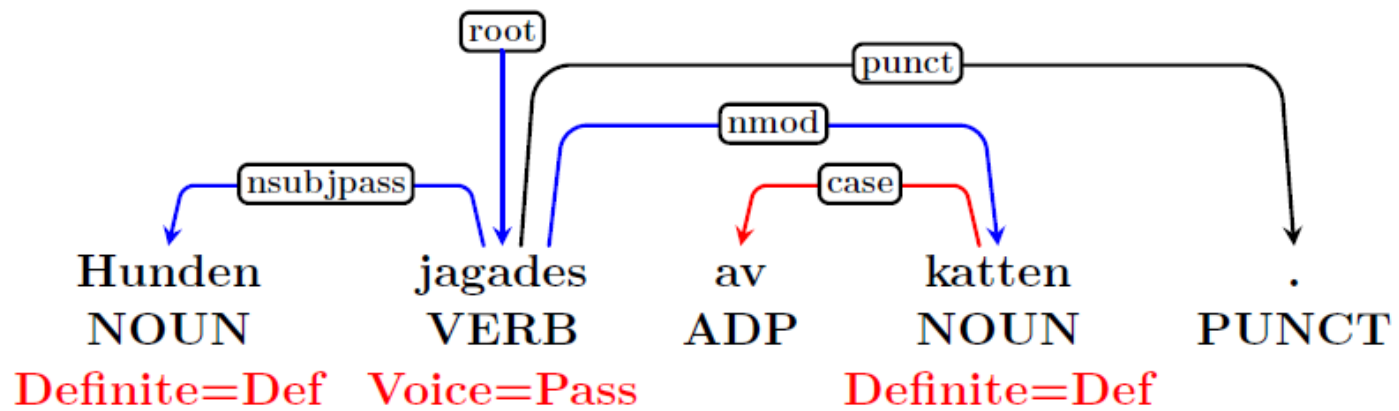 root
punct
nmod
nsubjpass case
Hunden jagades av katten .
NOUN VERB ADP NOUN PUNCT
Definite=Def Voice=Pass Definite=Def